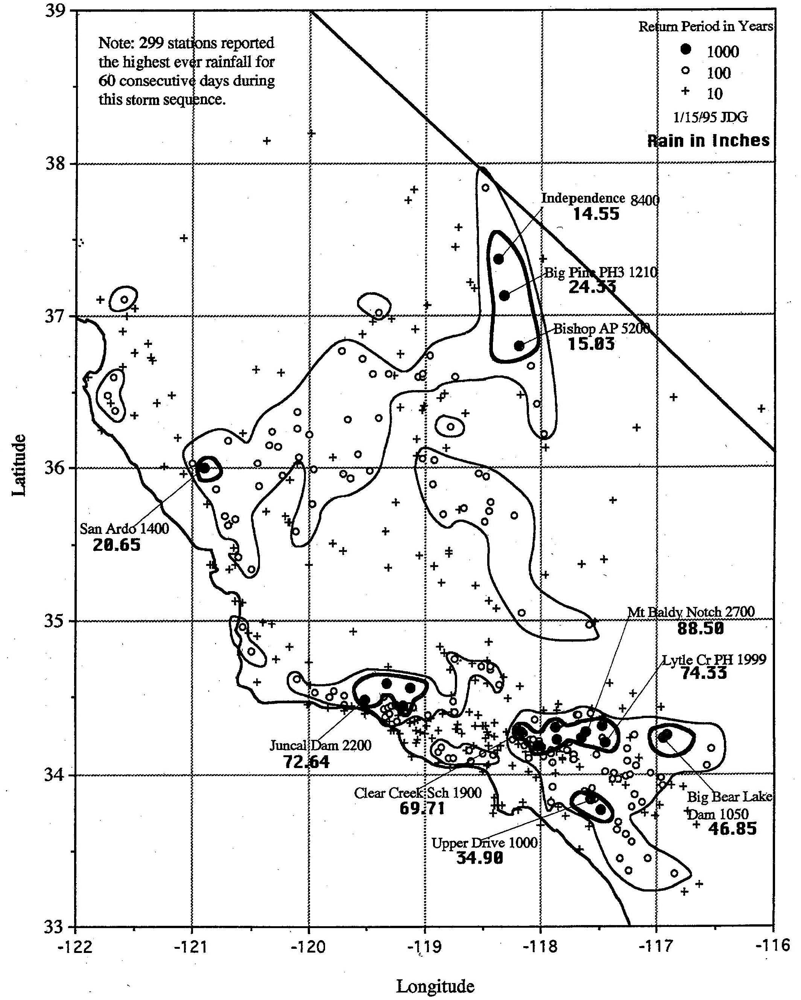 39
Return Period in Years
1000
100
10
1/15/95 JDG
Rain in Inches
Note: 299 stations reported
the highest ever rainfall for
60 consecutive days during
this storm sequence.
38
Independence 8400
14.55
Big Pine PH3 1210
24.33
37
Bishop AP 5200
15.03
Latitude
36
San Ardo 1400
20.65
35
Mt Baldy Notch 2700
88.50
Lytle Cr PH 1999
74.33
Juncal Dam 2200
72.64
34
Clear Creek Sch 1900
69.71
Big Bear Lake
Dam 1050
46.85
Upper Drive 1000
34.90
33
-122 -121 -120 -119 -118 -117 -116
Longitude